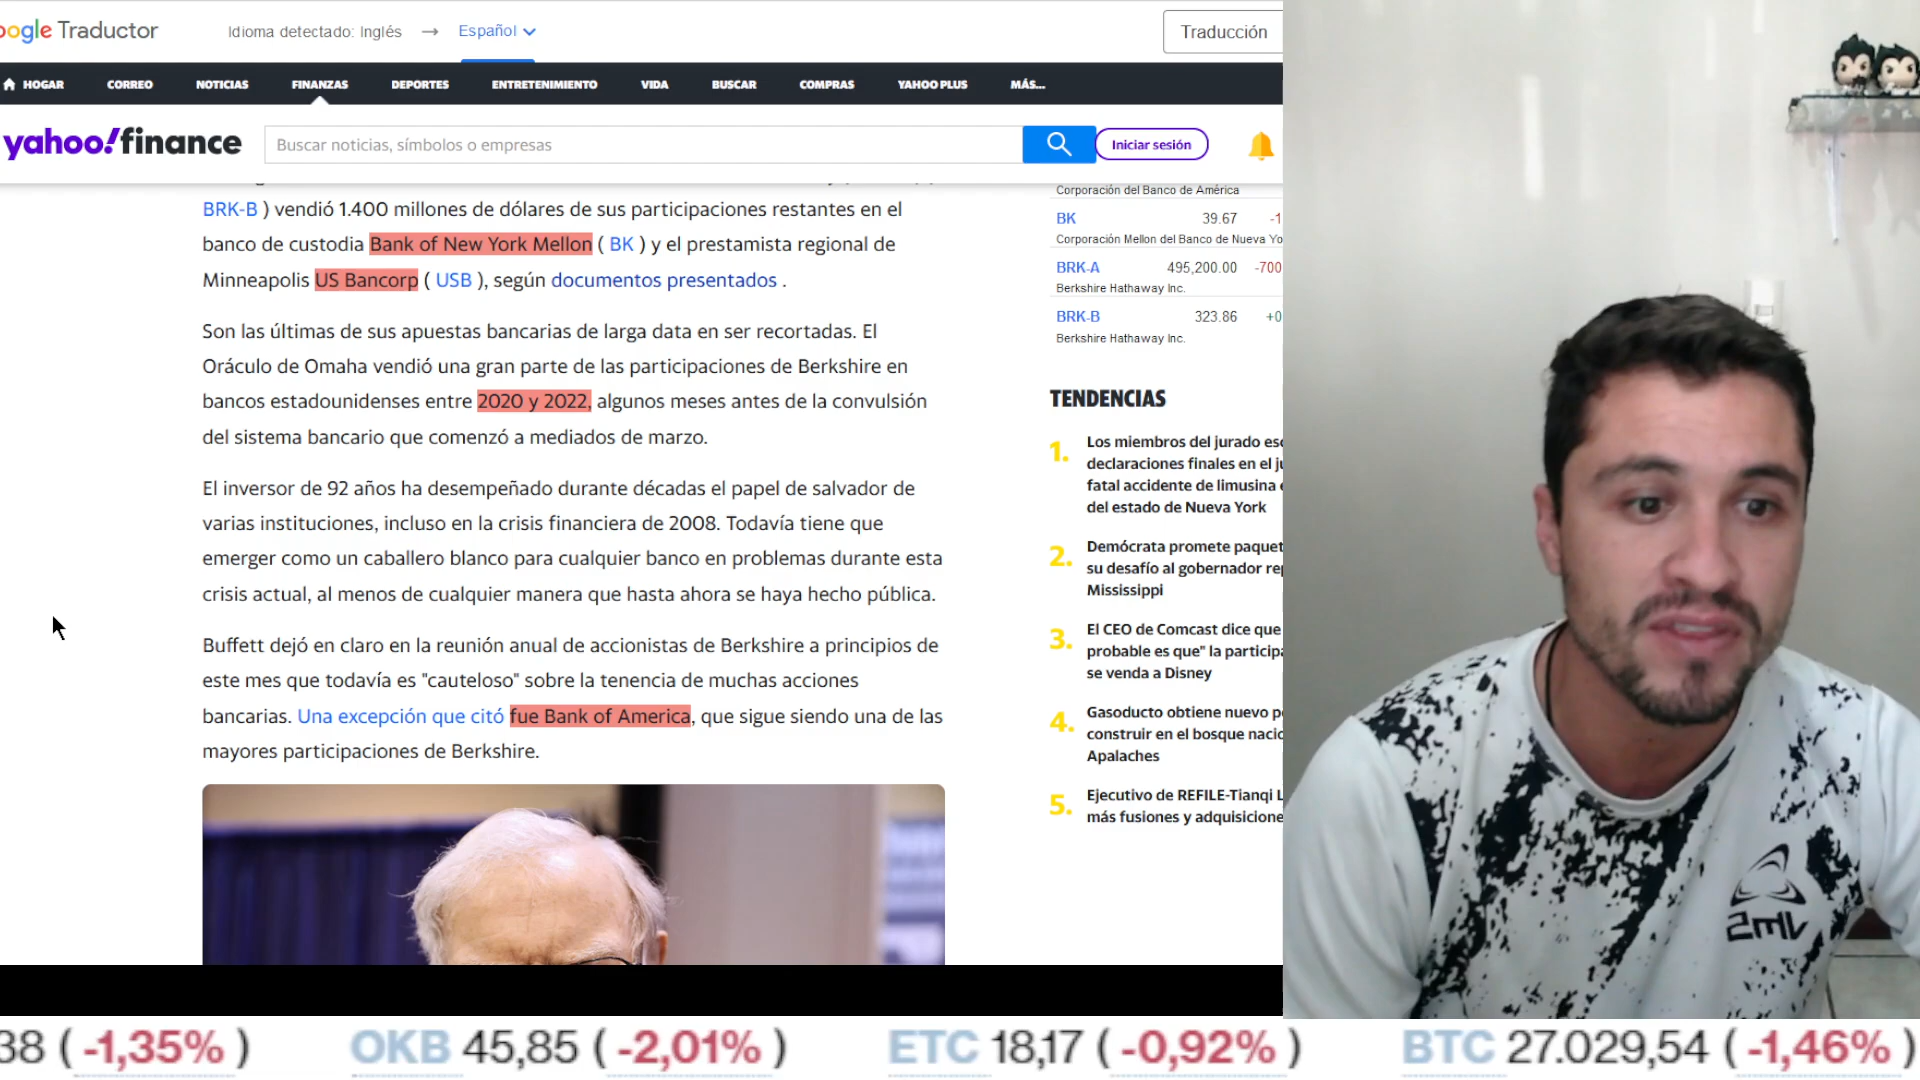 ogle Traductor
Idioma detectado: Inglés → Español
Traducción
HOGAR CORREO NOTICIAS FINANZAS DEPORTES ENTRETENIMIENTO VIDA BUSCAR COMPRAS YAHOO PLUS MÁS...
yahoo!finance
Buscar noticias, símbolos o empresas
Iniciar sesión
BRK-B ) vendió 1.400 millones de dólares de sus participaciones restantes en el
banco de custodia Bank of New York Mellon ( BK ) y el prestamista regional de
Minneapolis US Bancorp ( USB ), según documentos presentados .
Son las últimas de sus apuestas bancarias de larga data en ser recortadas. El
Oráculo de Omaha vendió una gran parte de las participaciones de Berkshire en
bancos estadounidenses entre 2020 y 2022, algunos meses antes de la convulsión
del sistema bancario que comenzó a mediados de marzo.
El inversor de 92 años ha desempeñado durante décadas el papel de salvador de
varias instituciones, incluso en la crisis financiera de 2008. Todavía tiene que
emerger como un caballero blanco para cualquier banco en problemas durante esta
crisis actual, al menos de cualquier manera que hasta ahora se haya hecho pública.
Buffett dejó en claro en la reunión anual de accionistas de Berkshire a principios de
este mes que todavía es "cauteloso" sobre la tenencia de muchas acciones
bancarias. Una excepción que citó fue Bank of America, que sigue siendo una de las
mayores participaciones de Berkshire.
Corporación del Banco de América
BK 39.67 -1
Corporación Mellon del Banco de Nueva Yo
BRK-A 495,200.00 -700
Berkshire Hathaway Inc.
BRK-B 323.86 +0
Berkshire Hathaway Inc.
TENDENCIAS
1. Los miembros del jurado esc
declaraciones finales en el ju
fatal accidente de limusina e
del estado de Nueva York
2. Demócrata promete paquet
su desafío al gobernador rep
Mississippi
3. El CEO de Comcast dice que
probable es que" la participa
se venda a Disney
4. Gasoducto obtiene nuevo p
construir en el bosque nacio
Apalaches
5. Ejecutivo de REFILE-Tianqi L
más fusiones y adquisicione
38 ( -1,35% ) OKB 45,85 ( -2,01% ) ETC 18,17 ( -0,92% ) BTC 27.029,54 ( -1,46% )